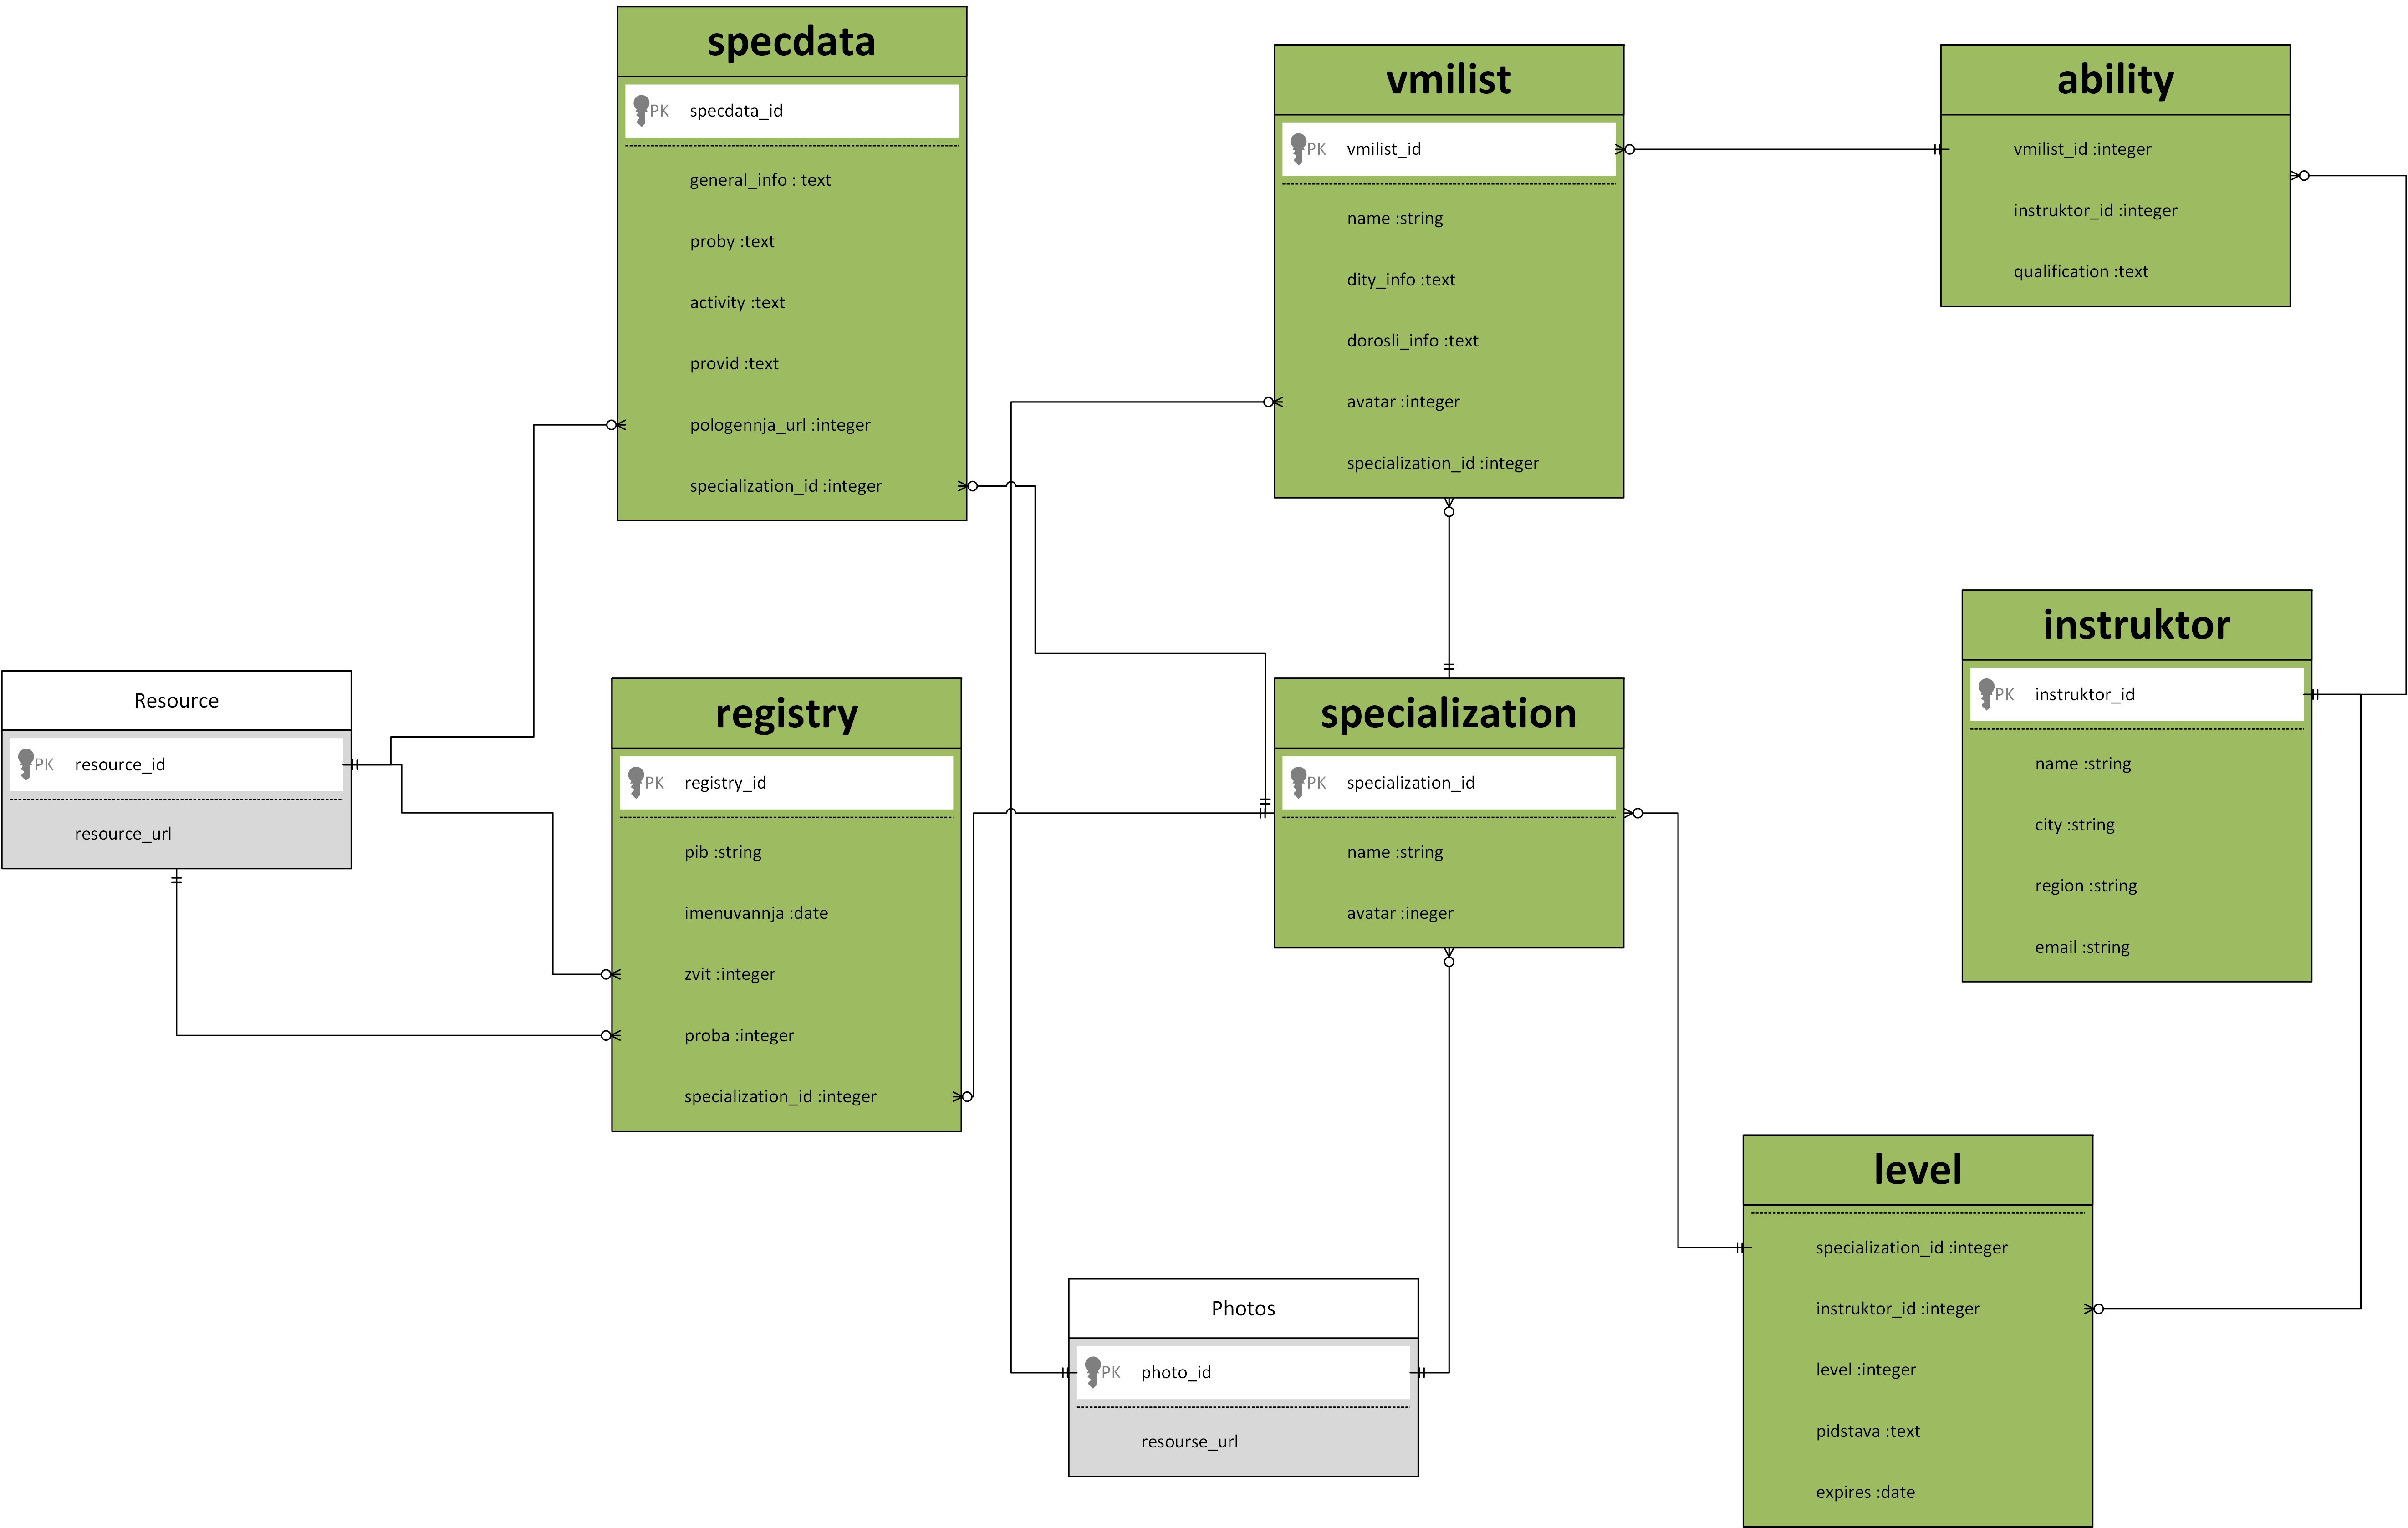 specdata
PK specdata_id
general_info : text
proby :text
activity :text
provid :text
pologennja_url :integer
specialization_id :integer
vmilist
PK vmilist_id
name :string
dity_info :text
dorosli_info :text
avatar :integer
specialization_id :integer
ability
vmilist_id :integer
instruktor_id :integer
qualification :text
instruktor
PK instruktor_id
name :string
city :string
region :string
email :string
Resource
PK resource_id
resource_url
registry
PK registry_id
pib :string
imenuvannja :date
zvit :integer
proba :integer
specialization_id :integer
specialization
PK specialization_id
name :string
avatar :ineger
level
specialization_id :integer
instruktor_id :integer
level :integer
pidstava :text
expires :date
Photos
PK photo_id
resourse_url